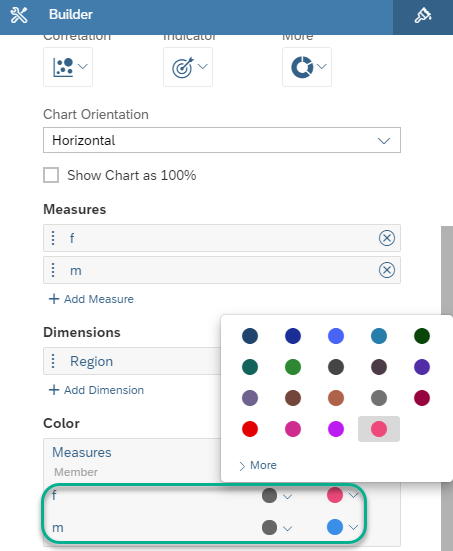 Builder
Correlation
Indicator
More
Chart Orientation
Horizontal
Show Chart as 100%
Measures
f
m
+ Add Measure
Dimensions
Region
+ Add Dimension
Color
Measures
Member
f
m
More